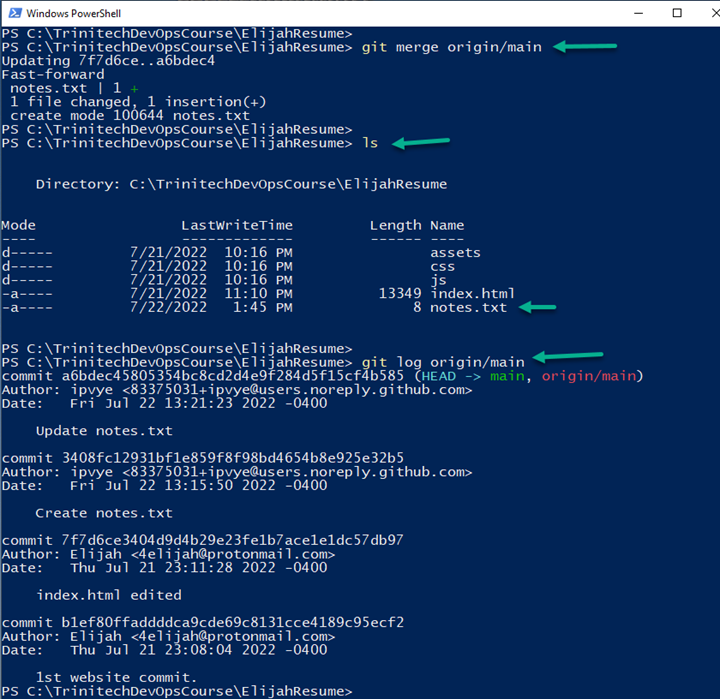 Windows PowerShell
PS C:\TrinitechDevOpsCourse\ElijahResume>
PS C:\TrinitechDevOpsCourse\ElijahResume> git merge origin/main
Updating 7f7d6ce..a6bdec4
Fast-forward
 notes.txt | 1 +
 1 file changed, 1 insertion(+)
 create mode 100644 notes.txt
PS C:\TrinitechDevOpsCourse\ElijahResume>
PS C:\TrinitechDevOpsCourse\ElijahResume> ls
    Directory: C:\TrinitechDevOpsCourse\ElijahResume
Mode                 LastWriteTime         Length Name
----                 -------------         ------ ----
d-----         7/21/2022  10:16 PM                assets
d-----         7/21/2022  10:16 PM                css
d-----         7/21/2022  10:16 PM                js
-a----         7/21/2022  11:10 PM          13349 index.html
-a----         7/22/2022   1:45 PM              8 notes.txt
PS C:\TrinitechDevOpsCourse\ElijahResume>
PS C:\TrinitechDevOpsCourse\ElijahResume> git log origin/main
commit a6bdec45805354bc8cd2d4e9f284d5f15cf4b585 (HEAD -> main, origin/main)
Author: ipvye <83375031+ipvye@users.noreply.github.com>
Date:   Fri Jul 22 13:21:23 2022 -0400
    Update notes.txt
commit 3408fc12931bf1e859f8f98bd4654b8e925e32b5
Author: ipvye <83375031+ipvye@users.noreply.github.com>
Date:   Fri Jul 22 13:15:50 2022 -0400
    Create notes.txt
commit 7f7d6ce3404d9d4b29e23fe1b7ace1e1dc57db97
Author: Elijah <4elijah@protonmail.com>
Date:   Thu Jul 21 23:11:28 2022 -0400
    index.html edited
commit b1ef80ffaddddca9cde69c8131cce4189c95ecf2
Author: Elijah <4elijah@protonmail.com>
Date:   Thu Jul 21 23:08:04 2022 -0400
    1st website commit.
PS C:\TrinitechDevOpsCourse\ElijahResume>